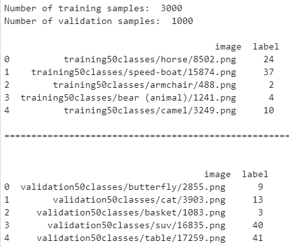 Number of training samples:  3000
Number of validation samples:  1000
image  label
0  training50classes/horse/8502.png  24
1  training50classes/speed-boat/15874.png  37
2  training50classes/armchair/488.png  2
3  training50classes/bear (animal)/1241.png  4
4  training50classes/camel/3249.png  10
=====================================================
image  label
0  validation50classes/butterfly/2855.png  9
1  validation50classes/cat/3903.png  13
2  validation50classes/basket/1083.png  3
3  validation50classes/suv/16835.png  40
4  validation50classes/table/17259.png  41